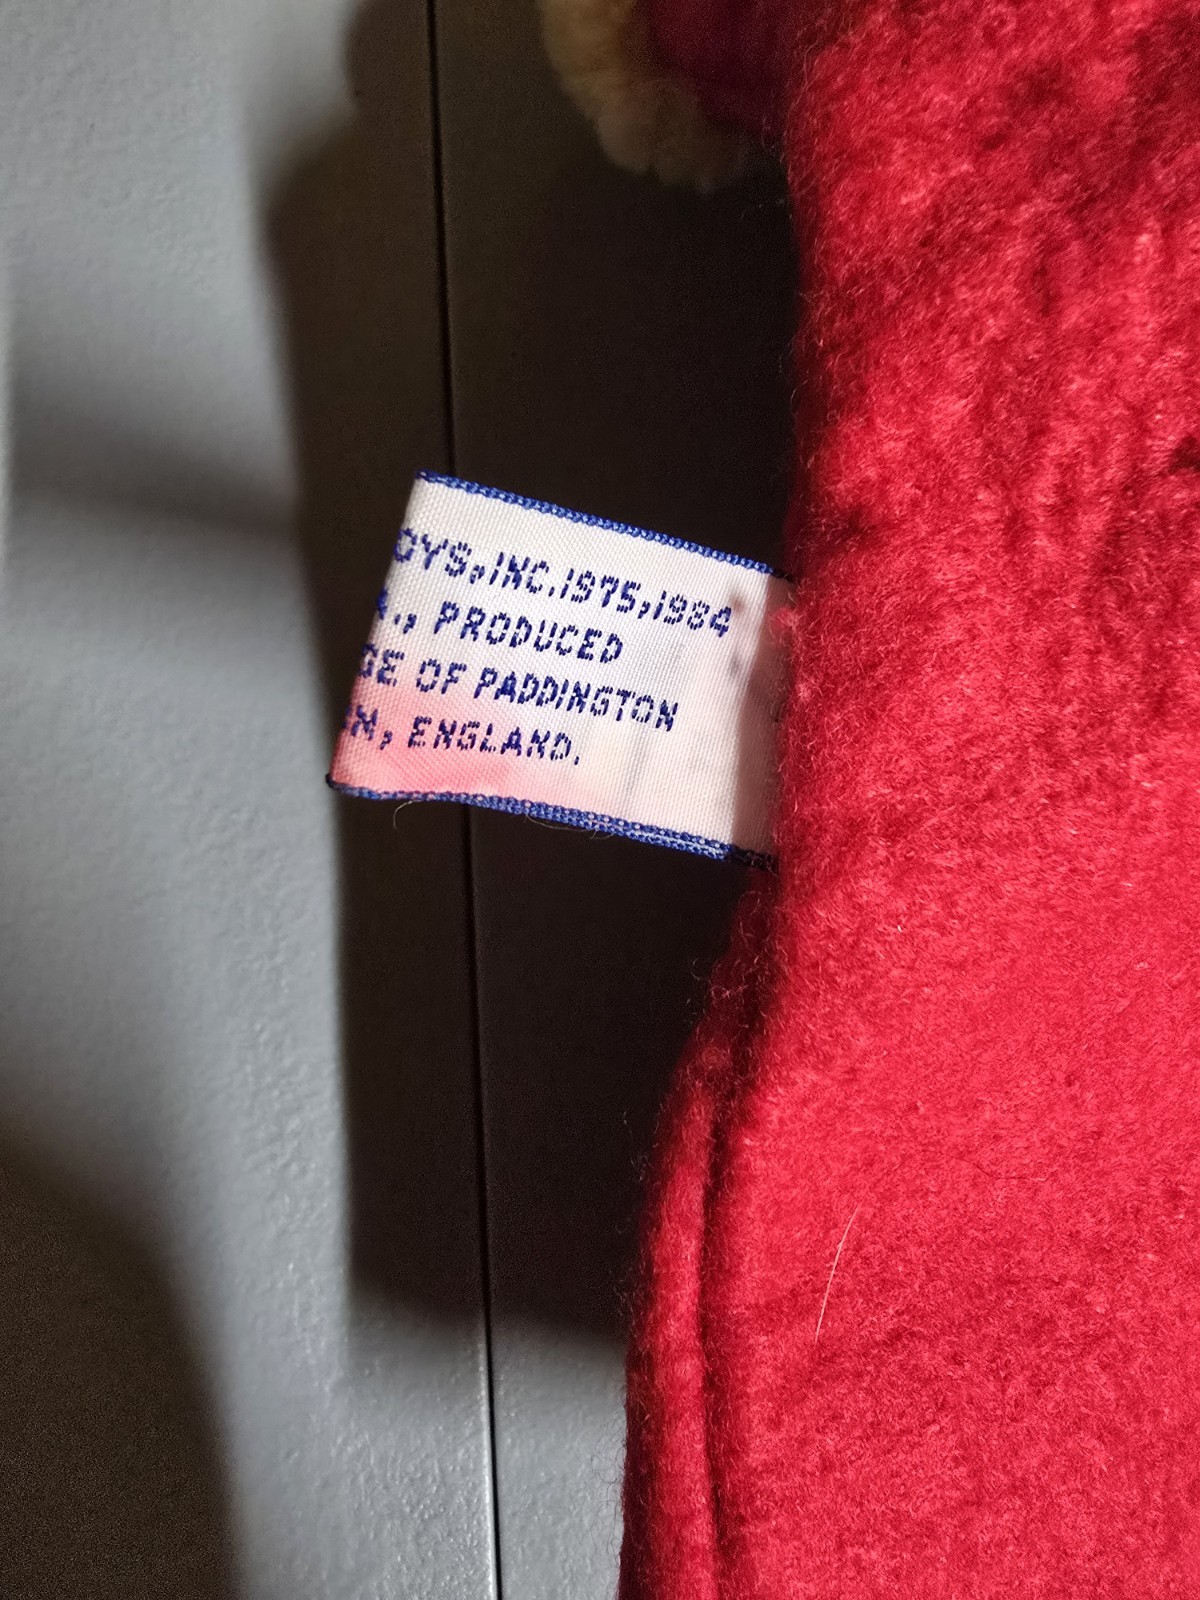 OYS, INC. 1975, 1984
A., PRODUCED
GE OF PADDINGTON
N, ENGLAND.